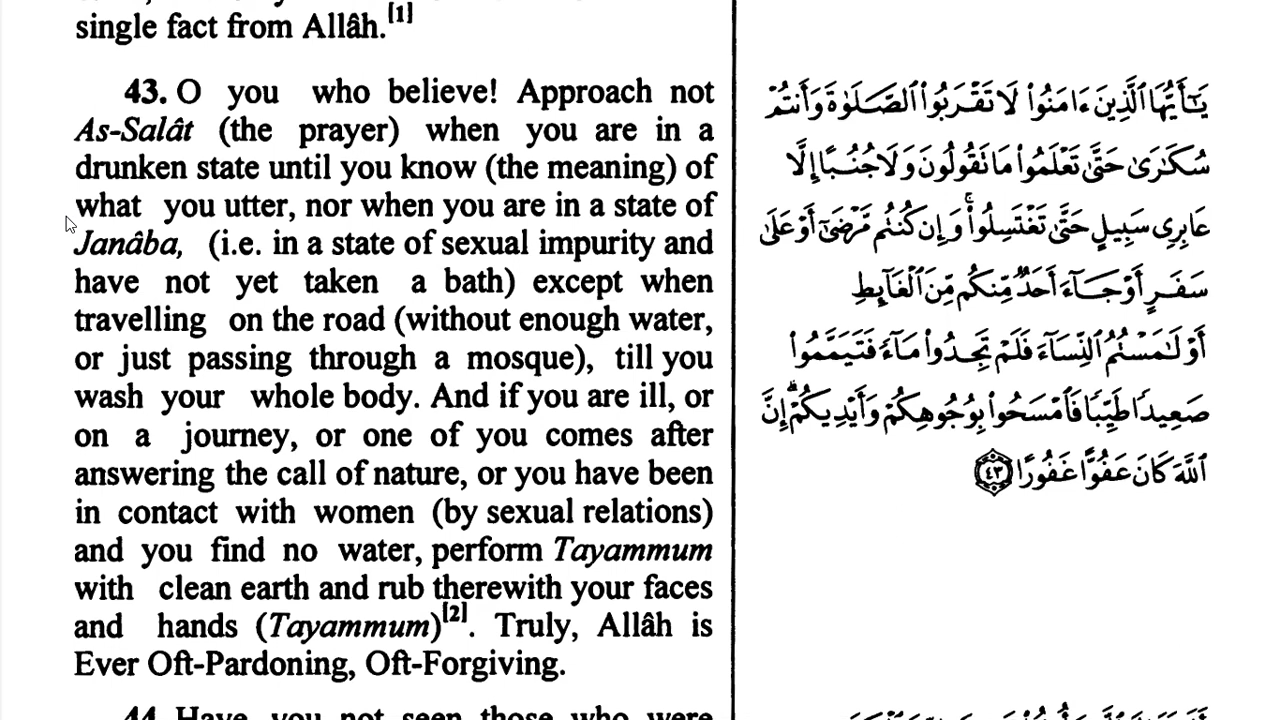 single fact from Allâh.[1]
43. O you who believe! Approach not
As-Salât (the prayer) when you are in a
drunken state until you know (the meaning) of
what you utter, nor when you are in a state of
Janâba, (i.e. in a state of sexual impurity and
have not yet taken a bath) except when
travelling on the road (without enough water,
or just passing through a mosque), till you
wash your whole body. And if you are ill, or
on a journey, or one of you comes after
answering the call of nature, or you have been
in contact with women (by sexual relations)
and you find no water, perform Tayammum
with clean earth and rub therewith your faces
and hands (Tayammum)[2]. Truly, Allâh is
Ever Oft-Pardoning, Oft-Forgiving.
44. Have you not seen those who were
يَـٰٓأَيُّهَا ٱلَّذِينَ ءَامَنُوا۟ لَا تَقْرَبُوا۟ ٱلصَّلَوٰةَ وَأَنتُمْ
سُكَـٰرَىٰ حَتَّىٰ تَعْلَمُوا۟ مَا تَقُولُونَ وَلَا جُنُبًا إِلَّا
عَابِرِى سَبِيلٍ حَتَّىٰ تَغْتَسِلُوا۟ ۚ وَإِن كُنتُم مَّرْضَىٰٓ أَوْ عَلَىٰ
سَفَرٍ أَوْ جَآءَ أَحَدٌ مِّنكُم مِّنَ ٱلْغَآئِطِ
أَوْ لَـٰمَسْتُمُ ٱلنِّسَآءَ فَلَمْ تَجِدُوا۟ مَآءً فَتَيَمَّمُوا۟
صَعِيدًا طَيِّبًا فَٱمْسَحُوا۟ بِوُجُوهِكُمْ وَأَيْدِيكُمْ ۗ إِنَّ
ٱللَّهَ كَانَ عَفُوًّا غَفُورًا ٤٣